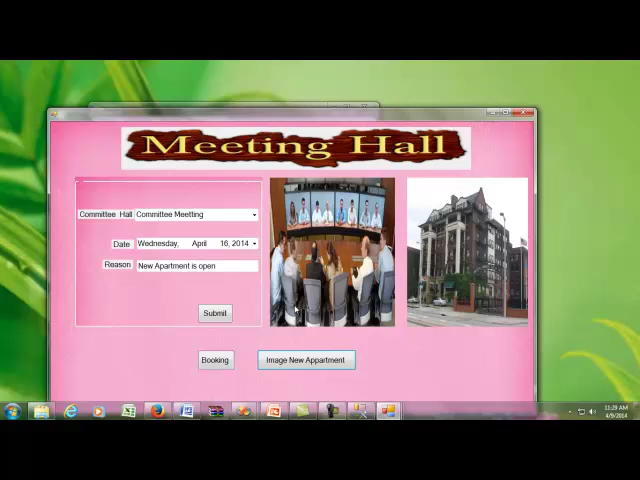 Meeting Hall
Committee Hall Committee Meetting
Date Wednesday, April 16, 2014
Reason New Apartment is open
Submit
Booking Image New Appartment
11:29 AM
4/9/2014